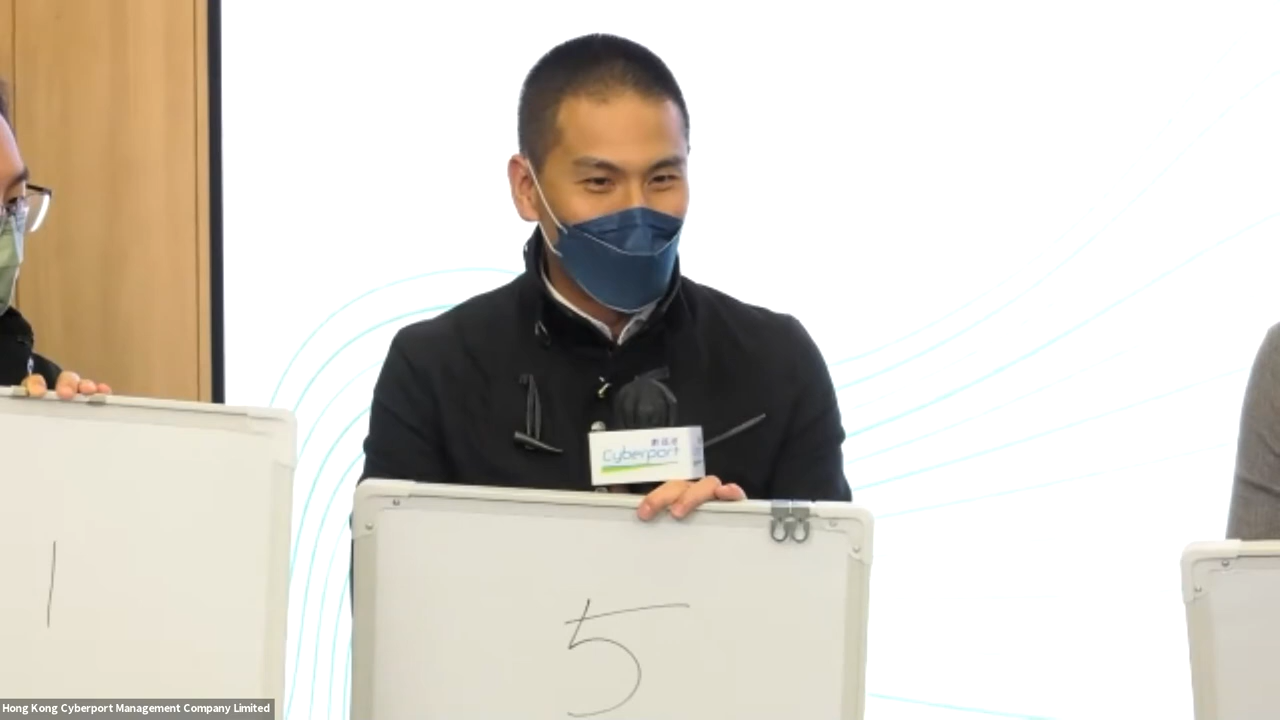 數碼港
Cyberport
1
5
Hong Kong Cyberport Management Company Limited